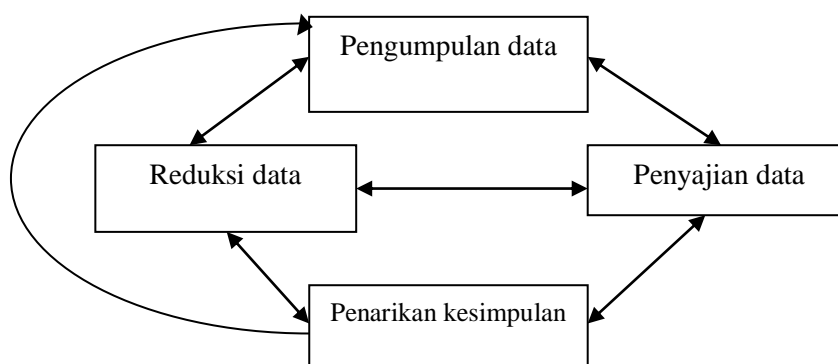 Pengumpulan data
Reduksi data
Penyajian data
Penarikan kesimpulan